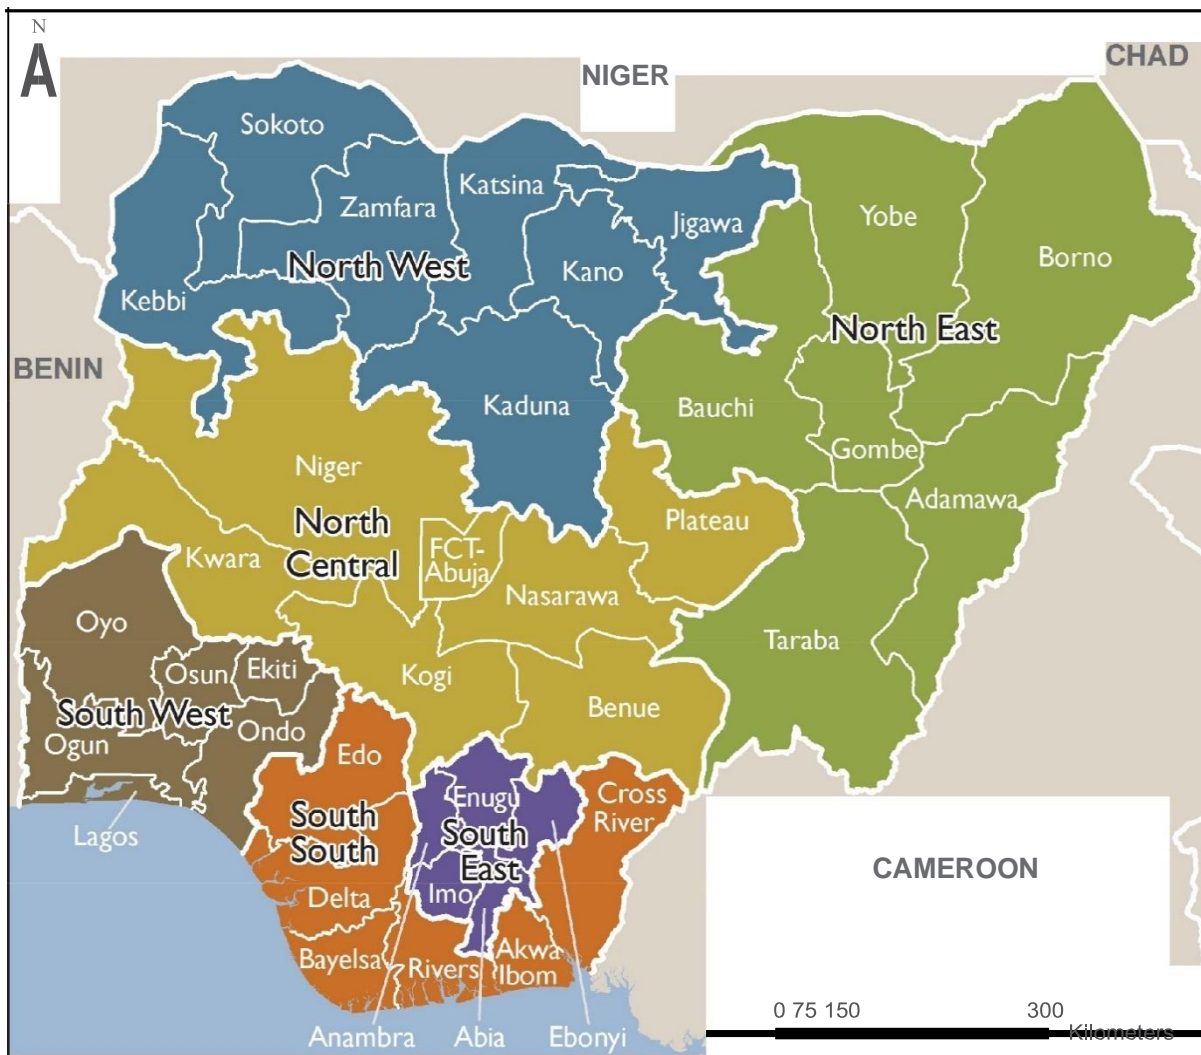 N
A
CHAD
NIGER
Sokoto
Katsina
Zamfara
Jigawa
Yobe
Borno
North West
Kano
Kebbi
North East
BENIN
Kaduna
Bauchi
Gombe
Niger
Adamawa
North
Central
Plateau
FCT-
Abuja
Kwara
Nasarawa
Oyo
Taraba
Osun
Ekiti
Kogi
South West
Benue
Ogun
Ondo
Edo
Cross
River
Enugu
South
South
South
East
Lagos
CAMEROON
Imo
Delta
Akwa
Ibom
Bayelsa
Rivers
Anambra
Abia
Ebonyi
0 75 150
300
Kilometers